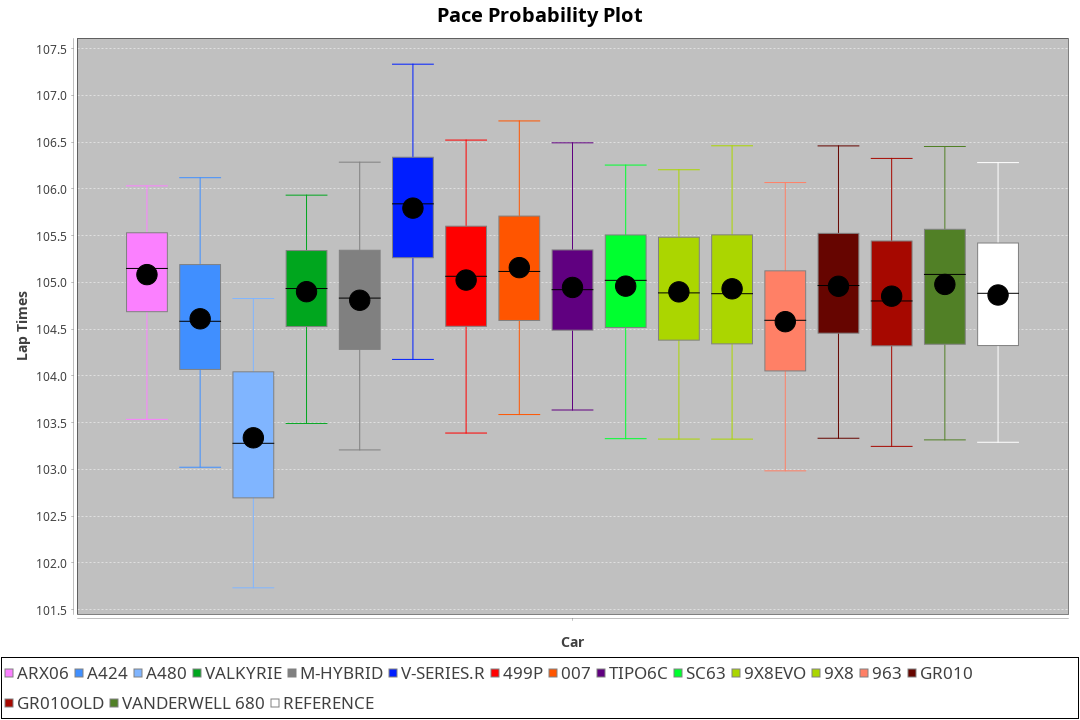 Pace Probability Plot
107.5
107.0
106.5
106.0
105.5
105.0
104.5
104.0
103.5
103.0
102.5
102.0
101.5
Lap Times
Car
ARX06 A424 A480 VALKYRIE M-HYBRID V-SERIES.R 499P 007 TIPO6C SC63 9X8EVO 9X8 963 GR010
GR010OLD VANDERWELL 680 REFERENCE